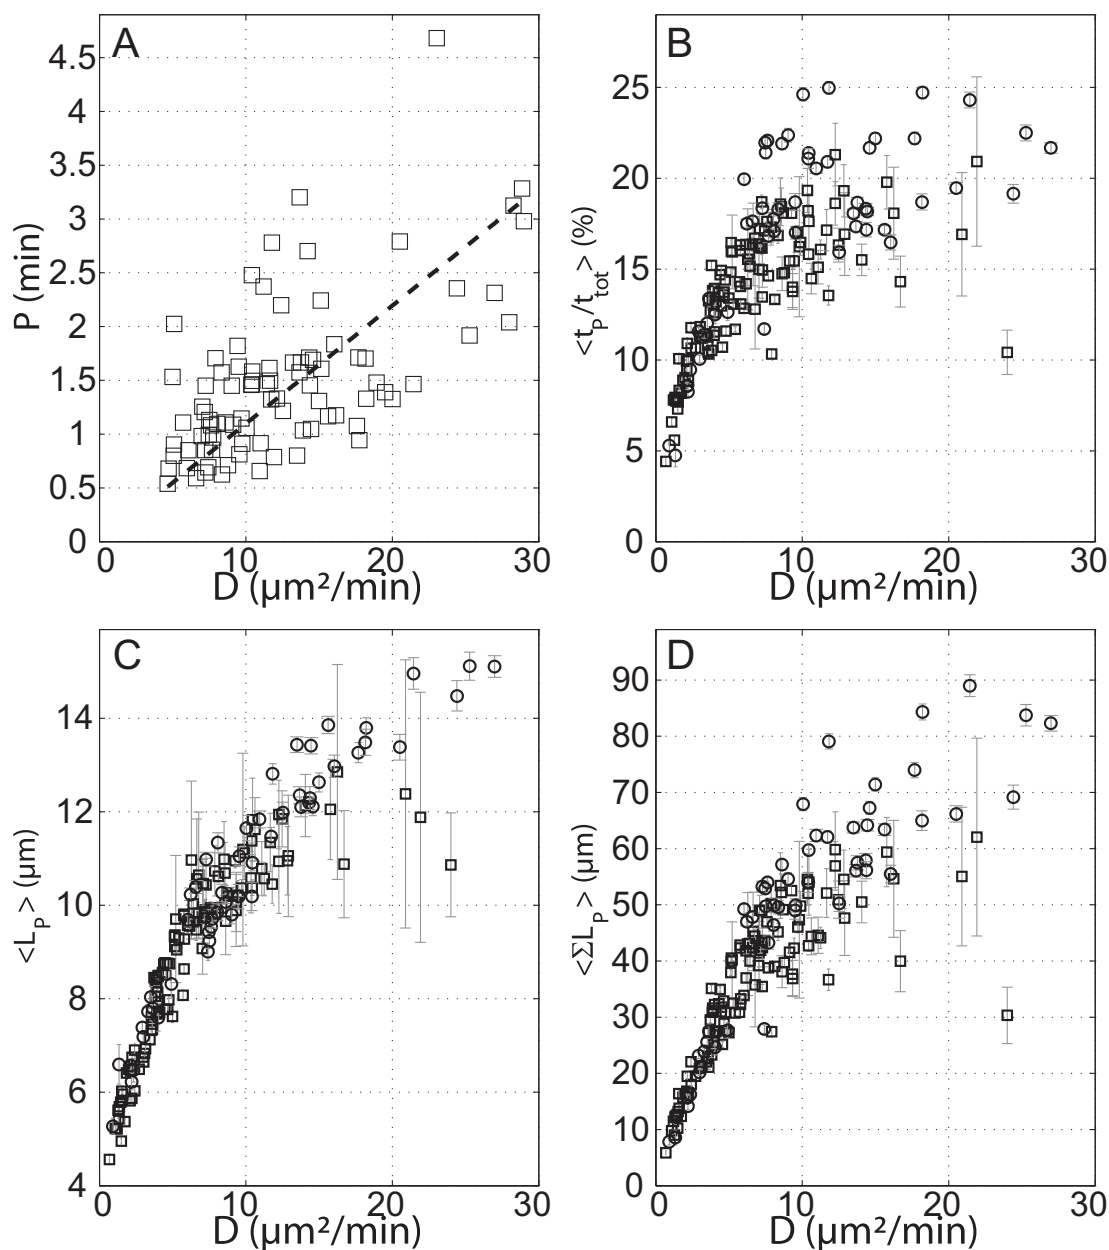 A
P (min)
4.5
4
3.5
3
2.5
2
1.5
1
0.5
0
0 10 20 30
D (µm²/min)
B
<t_P/t_tot> (%)
25
20
15
10
5
0
0 10 20 30
D (µm²/min)
C
<L_P> (µm)
14
12
10
8
6
4
0 10 20 30
D (µm²/min)
D
<ΣL_P> (µm)
90
80
70
60
50
40
30
20
10
0
0 10 20 30
D (µm²/min)